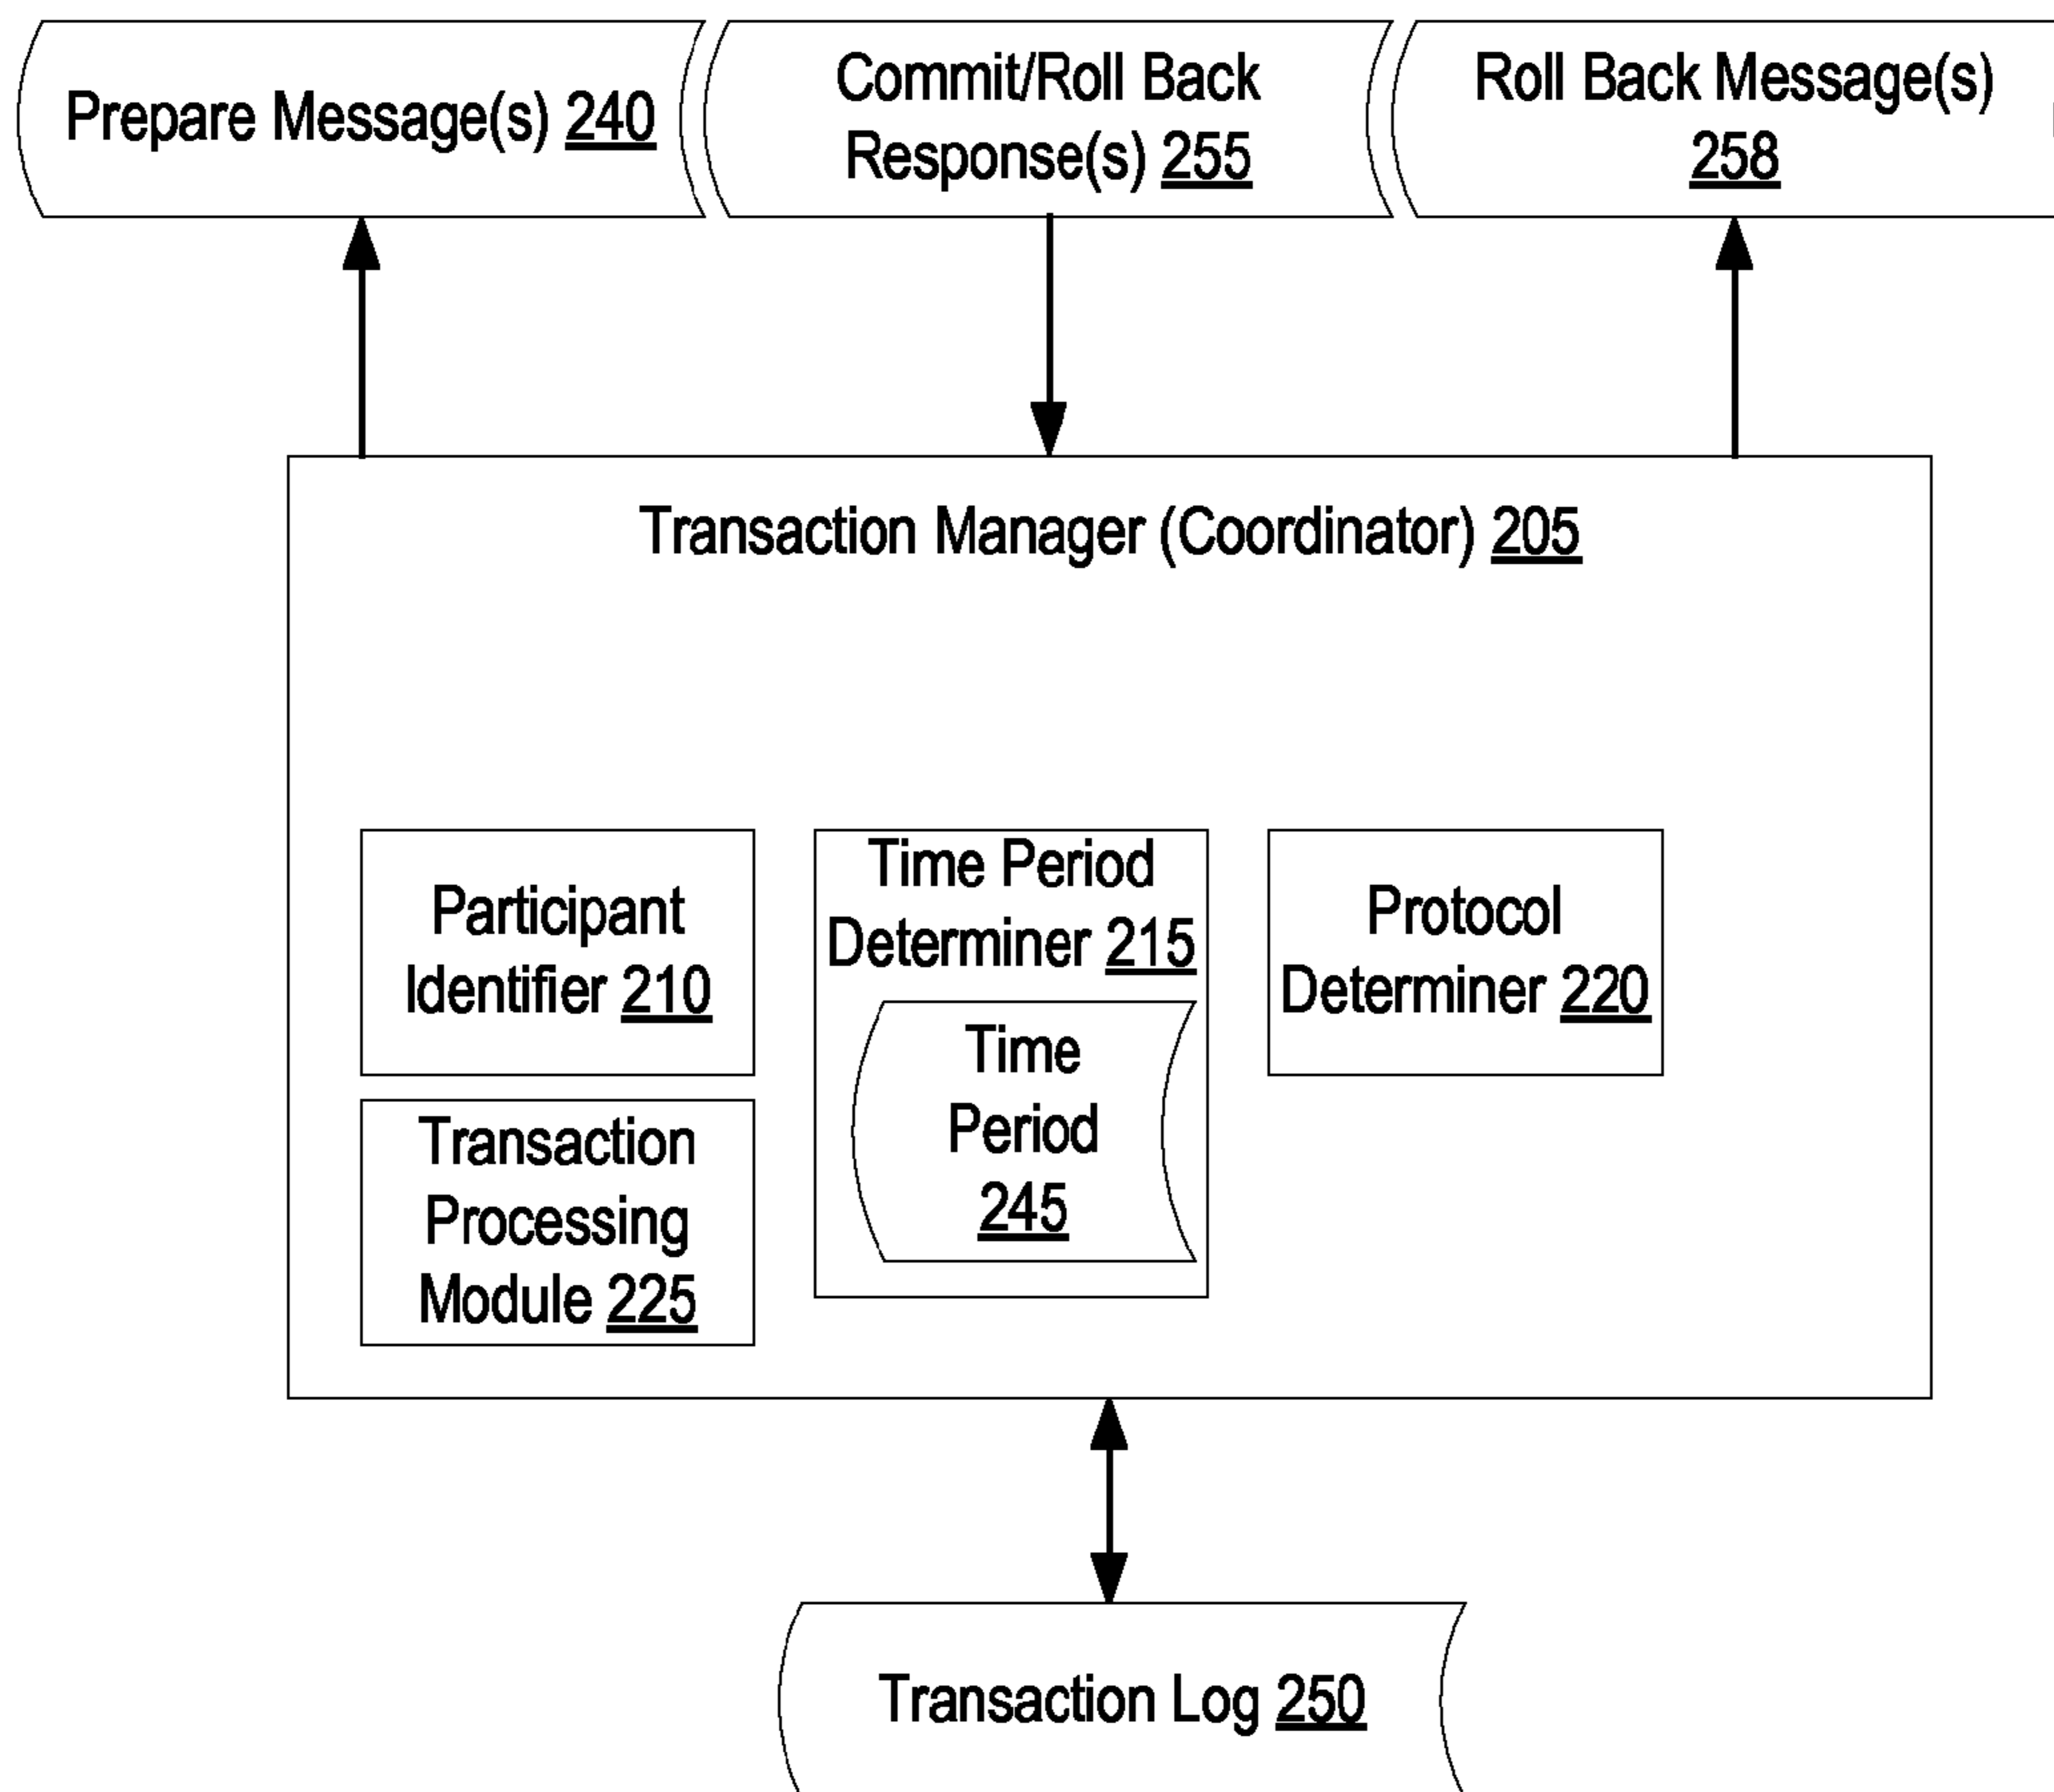 Prepare Message(s) 240
Commit/Roll Back
Response(s) 255
Roll Back Message(s)
258
Transaction Manager (Coordinator) 205
Participant
Identifier 210
Time Period
Determiner 215
Time
Period
245
Protocol
Determiner 220
Transaction
Processing
Module 225
Transaction Log 250